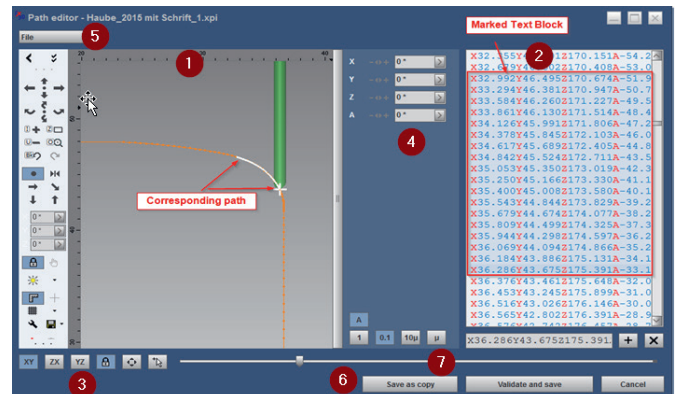 Path editor - Haube_2015 mit Schrift_1.xpi
File
5
Marked Text Block
20
30
40
1
2
X
0"
Y
0"
Z
0"
A
0"
4
X32.992Y46.495Z170.674A-51.
X33.294Y46.381Z170.947A-50.7
X33.584Y46.260Z171.227A-49.5
X33.861Y46.130Z171.514A-48.4
X34.126Y45.991Z171.806A-47.2
X34.378Y45.845Z172.103A-46.0
X34.617Y45.689Z172.405A-44.8
X34.842Y45.524Z172.711A-43.5
X35.053Y45.350Z173.019A-42.3
X35.250Y45.166Z173.330A-41.1
X35.400Y45.008Z173.580A-40.1
X35.543Y44.844Z173.829A-39.2
X35.679Y44.674Z174.077A-38.2
X35.809Y44.499Z174.325A-37.3
X35.944Y44.298Z174.597A-36.2
X36.069Y44.094Z174.866A-35.2
X36.184Y43.886Z175.131A-34.1
X36.286Y43.675Z175.391A-33.1
X36.376Y43.461Z175.648A-32.0
X36.453Y43.245Z175.899A-31.0
X36.516Y43.026Z176.146A-30.0
X36.565Y42.802Z176.391A-28.9
Corresponding path
0"
0"
0"
A
1
0.1
10µ
µ
X36.286Y43.675Z175.391
XY
ZX
YZ
3
7
6
Save as copy
Validate and save
Cancel